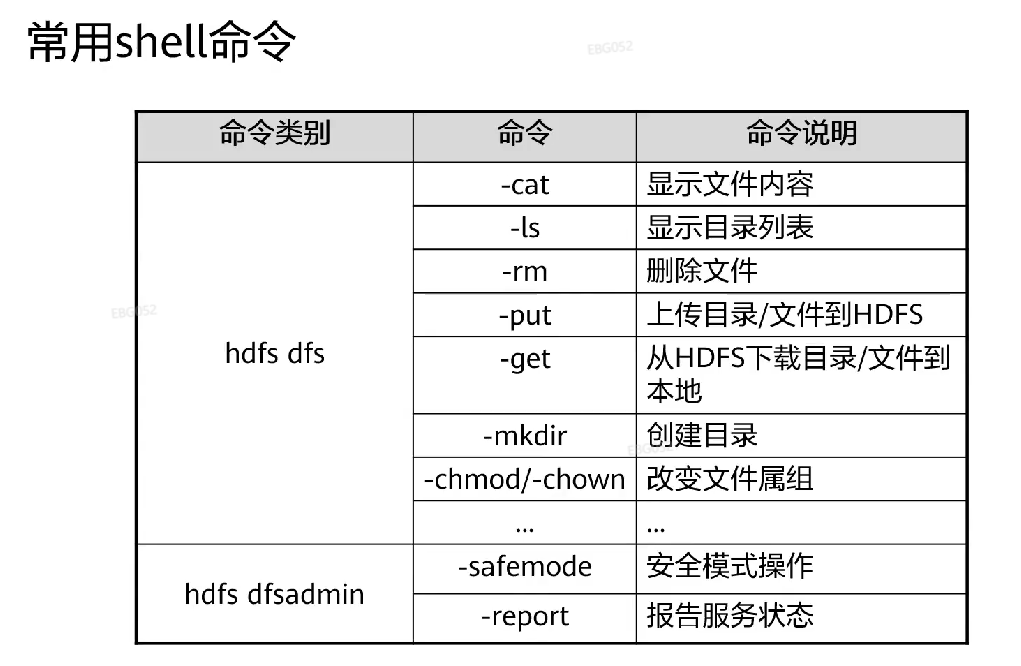 常用shell命令
EBG052
命令类别 命令 命令说明
-cat 显示文件内容
-ls 显示目录列表
-rm 删除文件
EBG052
-put 上传目录/文件到HDFS
hdfs dfs
-get 从HDFS下载目录/文件到
本地
-mkdir 创建目录
EBG052
-chmod/-chown 改变文件属组
... ...
hdfs dfsadmin
-safemode 安全模式操作
-report 报告服务状态